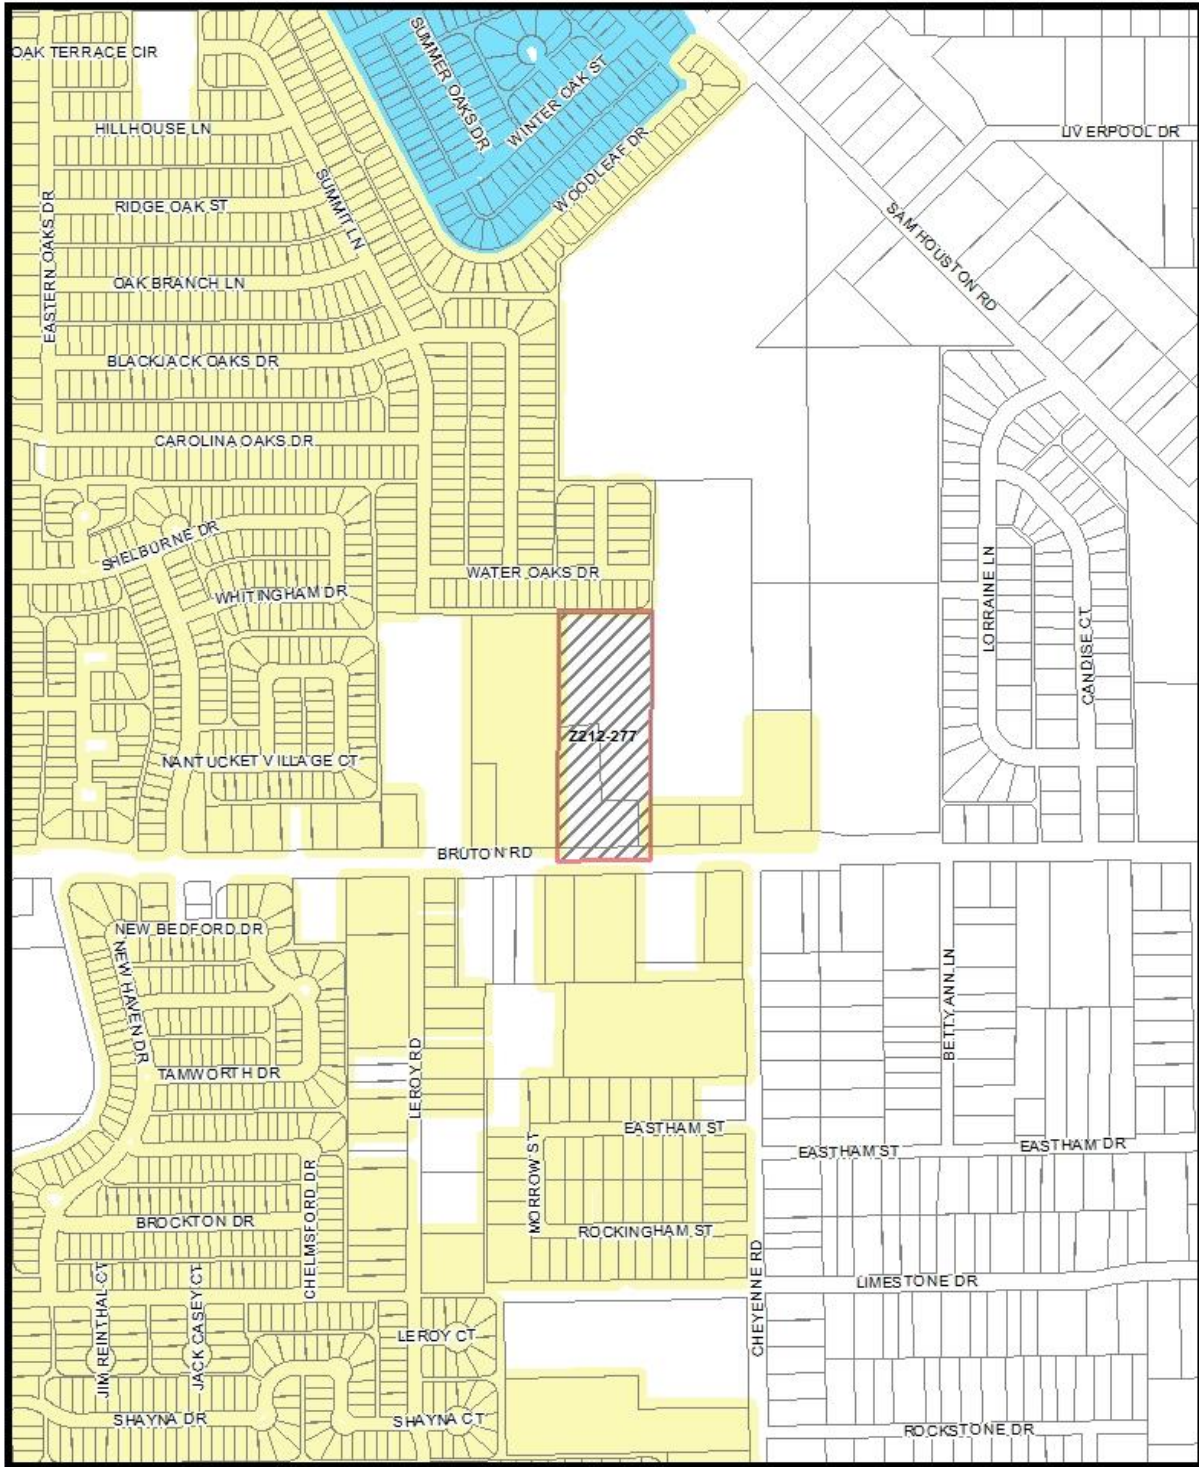 OAK TERRACE CIR
SUMMER OAKS DR
WINTER OAK ST
HILLHOUSE LN
LIVERPOOL DR
WOODLEAF DR
SUMMIT LN
RIDGE OAK ST
EASTERN OAKS DR
SAM HOUSTON RD
OAK BRANCH LN
BLACKJACK OAKS DR
CAROLINA OAKS DR
SHELBURNE DR
WATER OAKS DR
WHITINGHAM DR
LORRAINE LN
CANDISE CT
Z212-277
NANTUCKET VILLAGE CT
BRUTON RD
NEW BEDFORD DR
NEW HAVEN DR
BETTY ANN LN
TAMWORTH DR
LEROY RD
EASTHAM ST
MORROW ST
EASTHAM ST
EASTHAM DR
CHELMSFORD DR
BROCKTON DR
ROCKINGHAM ST
CHEYENNE RD
LIMESTONE DR
JIM REINTHAL CT
JACK CASEY CT
LEROY CT
SHAYNA DR
SHAYNA CT
ROCKSTONE DR